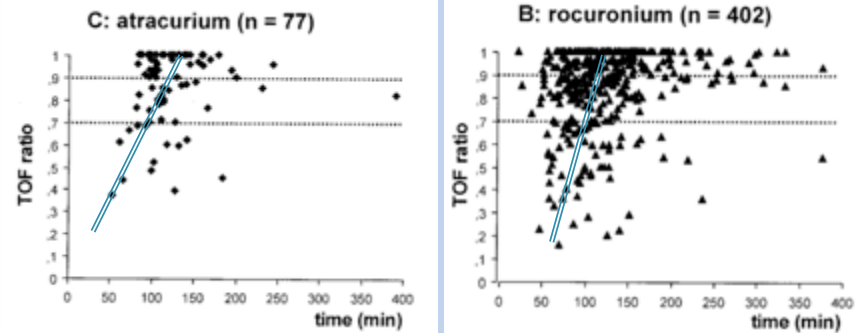 C: atracurium (n = 77)
TOF ratio
1
,9
,8
,7
,6
,5
,4
,3
,2
,1
0
0 50 100 150 200 250 300 350 400
time (min)
B: rocuronium (n = 402)
TOF ratio
1
,9
,8
,7
,6
,5
,4
,3
,2
,1
0
0 50 100 150 200 250 300 350 400
time (min)